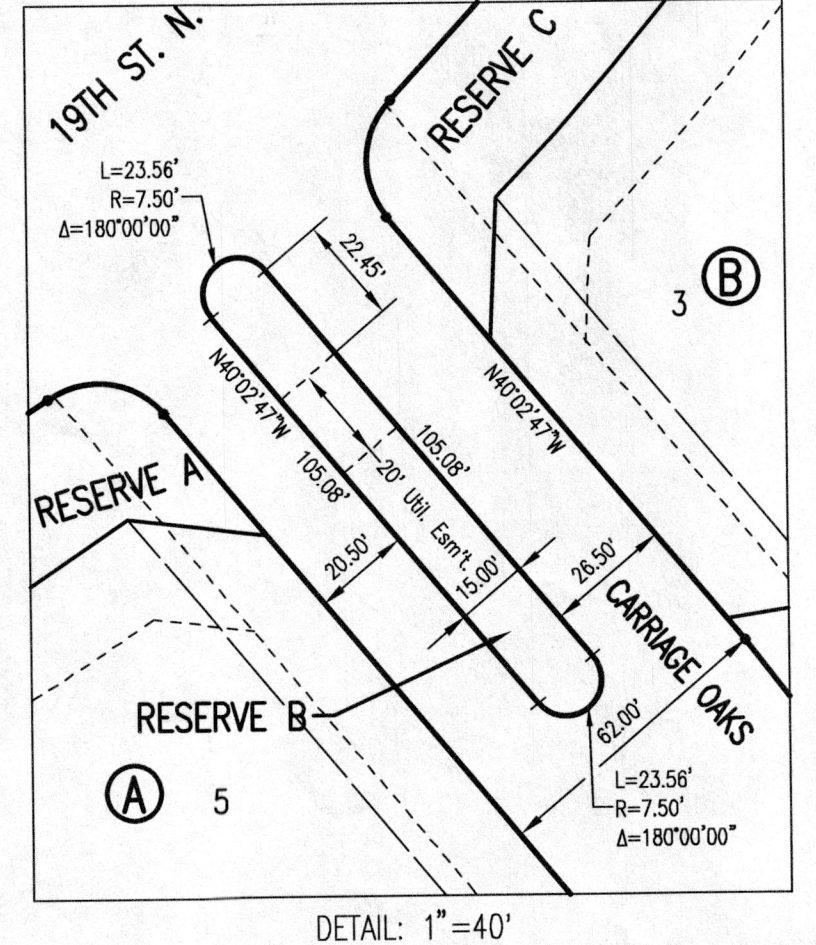 19TH ST. N.
RESERVE C
L=23.56'
R=7.50'
Δ=180°00'00"
22.45'
3 B
N40°02'47"W
N40°02'47"W
105.08'
105.08'
RESERVE A
20' Util. Esm't.
20.50'
15.00'
26.50'
CARRIAGE OAKS
RESERVE B
62.00'
A 5
L=23.56'
R=7.50'
Δ=180°00'00"
DETAIL: 1"=40'